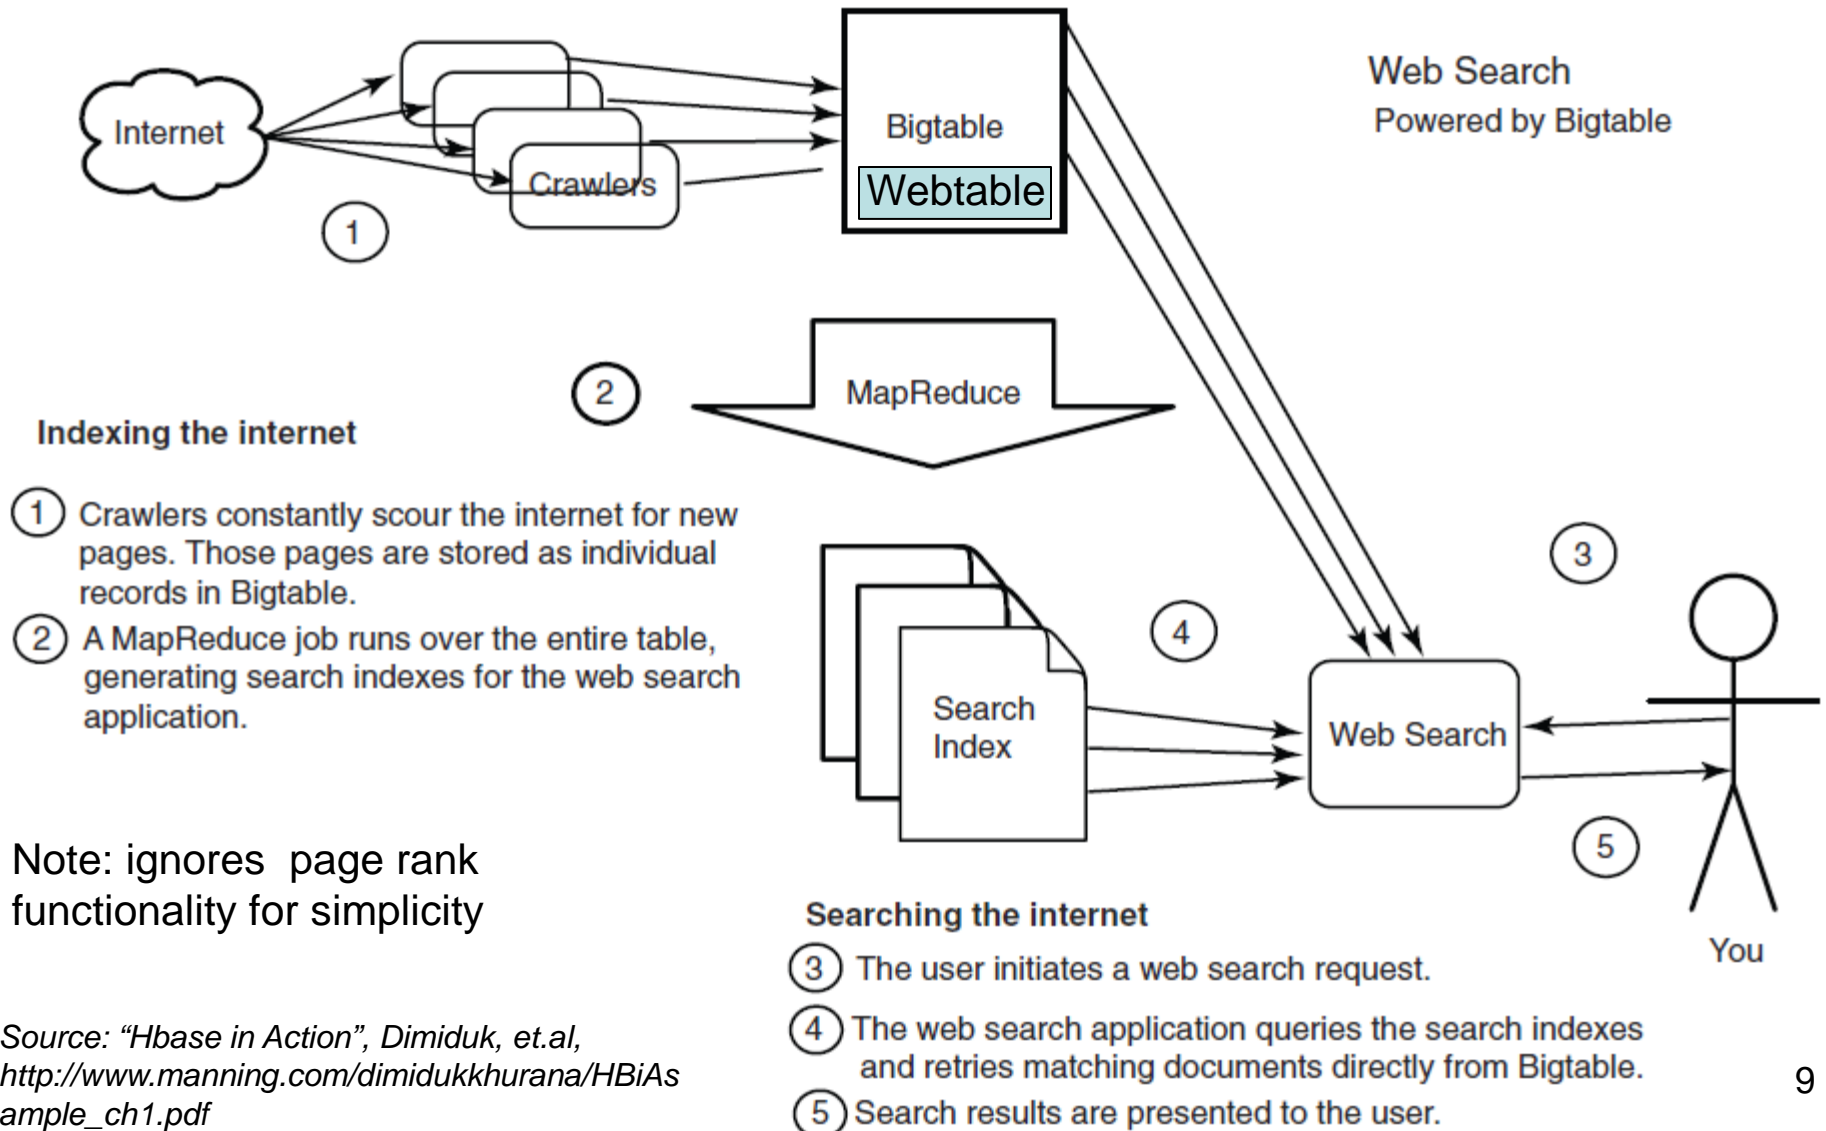 Web Search
Powered by Bigtable
Internet
Crawlers
Bigtable
Webtable
1
2
MapReduce
Indexing the internet
1 Crawlers constantly scour the internet for new
pages. Those pages are stored as individual
records in Bigtable.
2 A MapReduce job runs over the entire table,
generating search indexes for the web search
application.
3
4
Search
Index
Web Search
5
You
Note: ignores page rank
functionality for simplicity
Searching the internet
3 The user initiates a web search request.
4 The web search application queries the search indexes
and retries matching documents directly from Bigtable.
5 Search results are presented to the user.
Source: “Hbase in Action”, Dimiduk, et.al,
http://www.manning.com/dimidukkhurana/HBiAs
ample_ch1.pdf
9